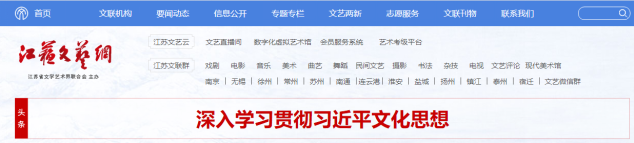 首页 文联机构 要闻动态 信息公开 专题专栏 文艺两新 志愿服务 文联刊物 联系我们
江苏文艺网
江苏省文学艺术界联合会 主办
江苏文艺云 文艺直播间 数字化虚拟艺术馆 会员服务系统 艺术考级平台
江苏文联群 戏剧 电影 音乐 美术 曲艺 舞蹈 民间文艺 摄影 书法 杂技 电视 文艺评论 现代美术馆
南京 | 无锡 | 徐州 | 常州 | 苏州 | 南通 | 连云港 | 淮安 | 盐城 | 扬州 | 镇江 | 泰州 | 宿迁 | 文艺微信群
头条
深入学习贯彻习近平文化思想